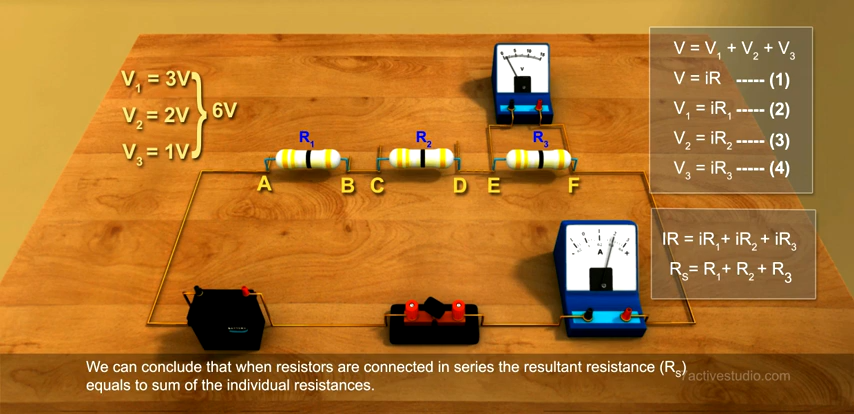 V₁ = 3V
V₂ = 2V
V₃ = 1V
6V
V = V₁ + V₂ + V₃
V = iR ----- (1)
V₁ = iR₁ ----- (2)
V₂ = iR₂ ----- (3)
V₃ = iR₃ ----- (4)
IR = iR₁ + iR₂ + iR₃
Rₛ = R₁ + R₂ + R₃
R₁ R₂ R₃
A B C D E F
V
A
We can conclude that when resistors are connected in series the resultant resistance (Rₛ)
equals to sum of the individual resistances.
activestudio.com